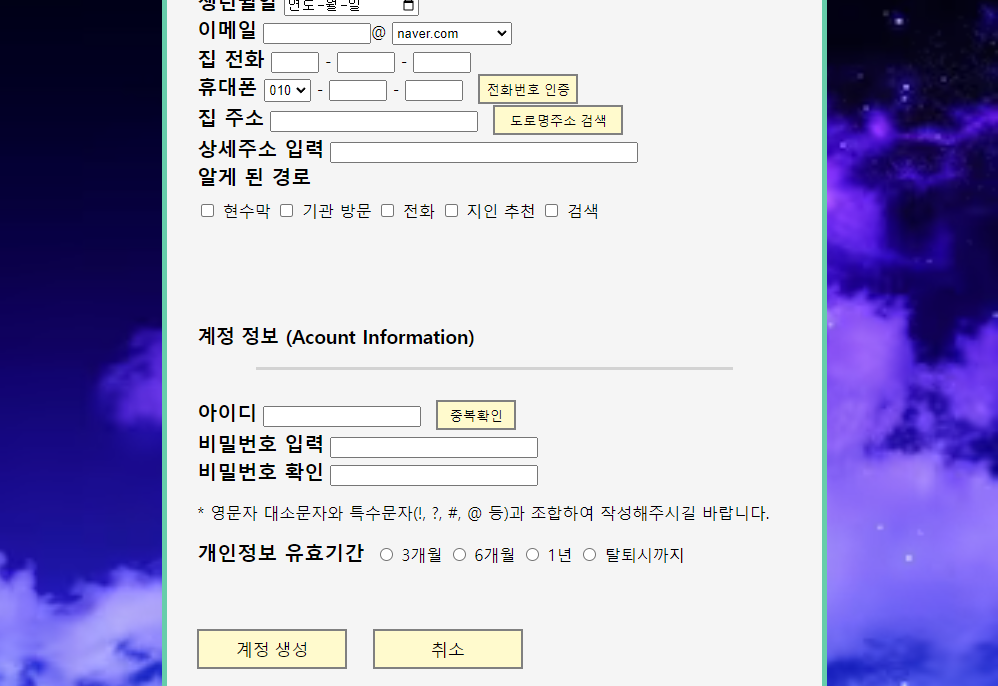 생년월일 연도-월-일
이메일 @ naver.com
집 전화 - -
휴대폰 010 - - 전화번호 인증
집 주소 도로명주소 검색
상세주소 입력
알게 된 경로
현수막 기관 방문 전화 지인 추천 검색
계정 정보 (Acount Information)
아이디 중복확인
비밀번호 입력
비밀번호 확인
* 영문자 대소문자와 특수문자(!, ?, #, @ 등)과 조합하여 작성해주시길 바랍니다.
개인정보 유효기간 3개월 6개월 1년 탈퇴시까지
계정 생성 취소